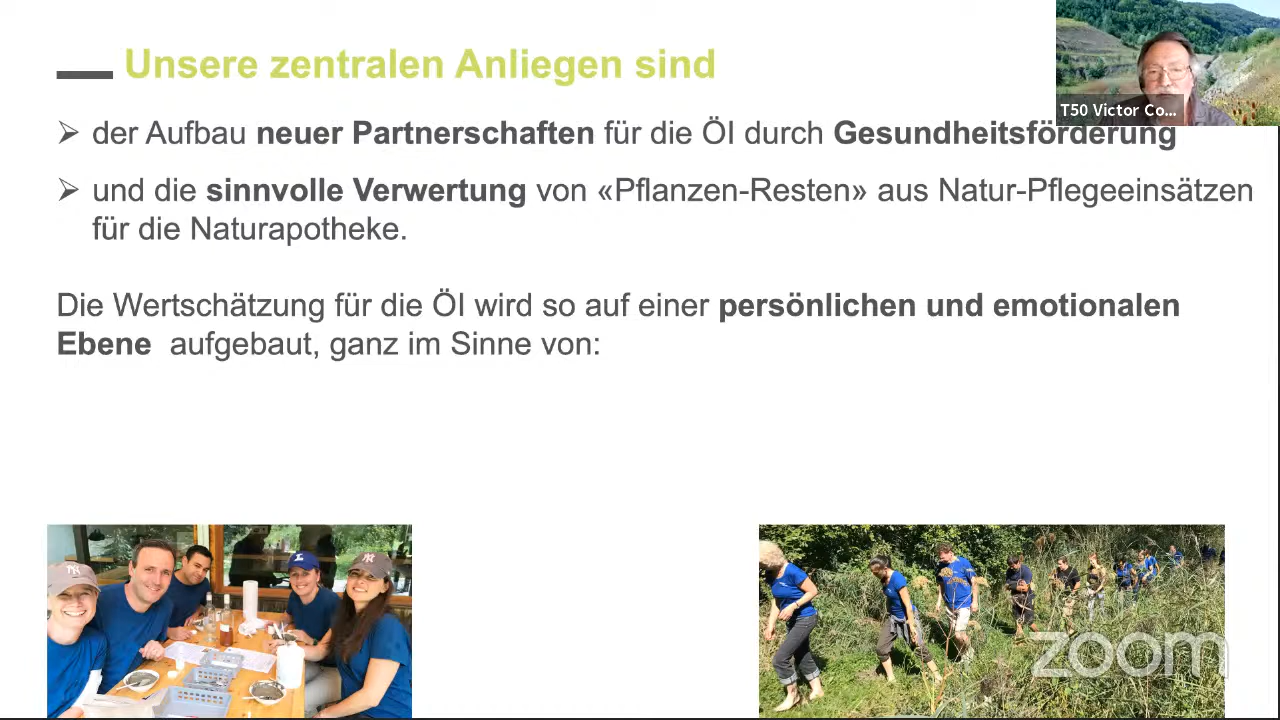 Unsere zentralen Anliegen sind
T50 Victor Co...
➢ der Aufbau neuer Partnerschaften für die ÖI durch Gesundheitsförderung
➢ und die sinnvolle Verwertung von «Pflanzen-Resten» aus Natur-Pflegeeinsätzen
für die Naturapotheke.
Die Wertschätzung für die ÖI wird so auf einer persönlichen und emotionalen
Ebene aufgebaut, ganz im Sinne von:
zoom